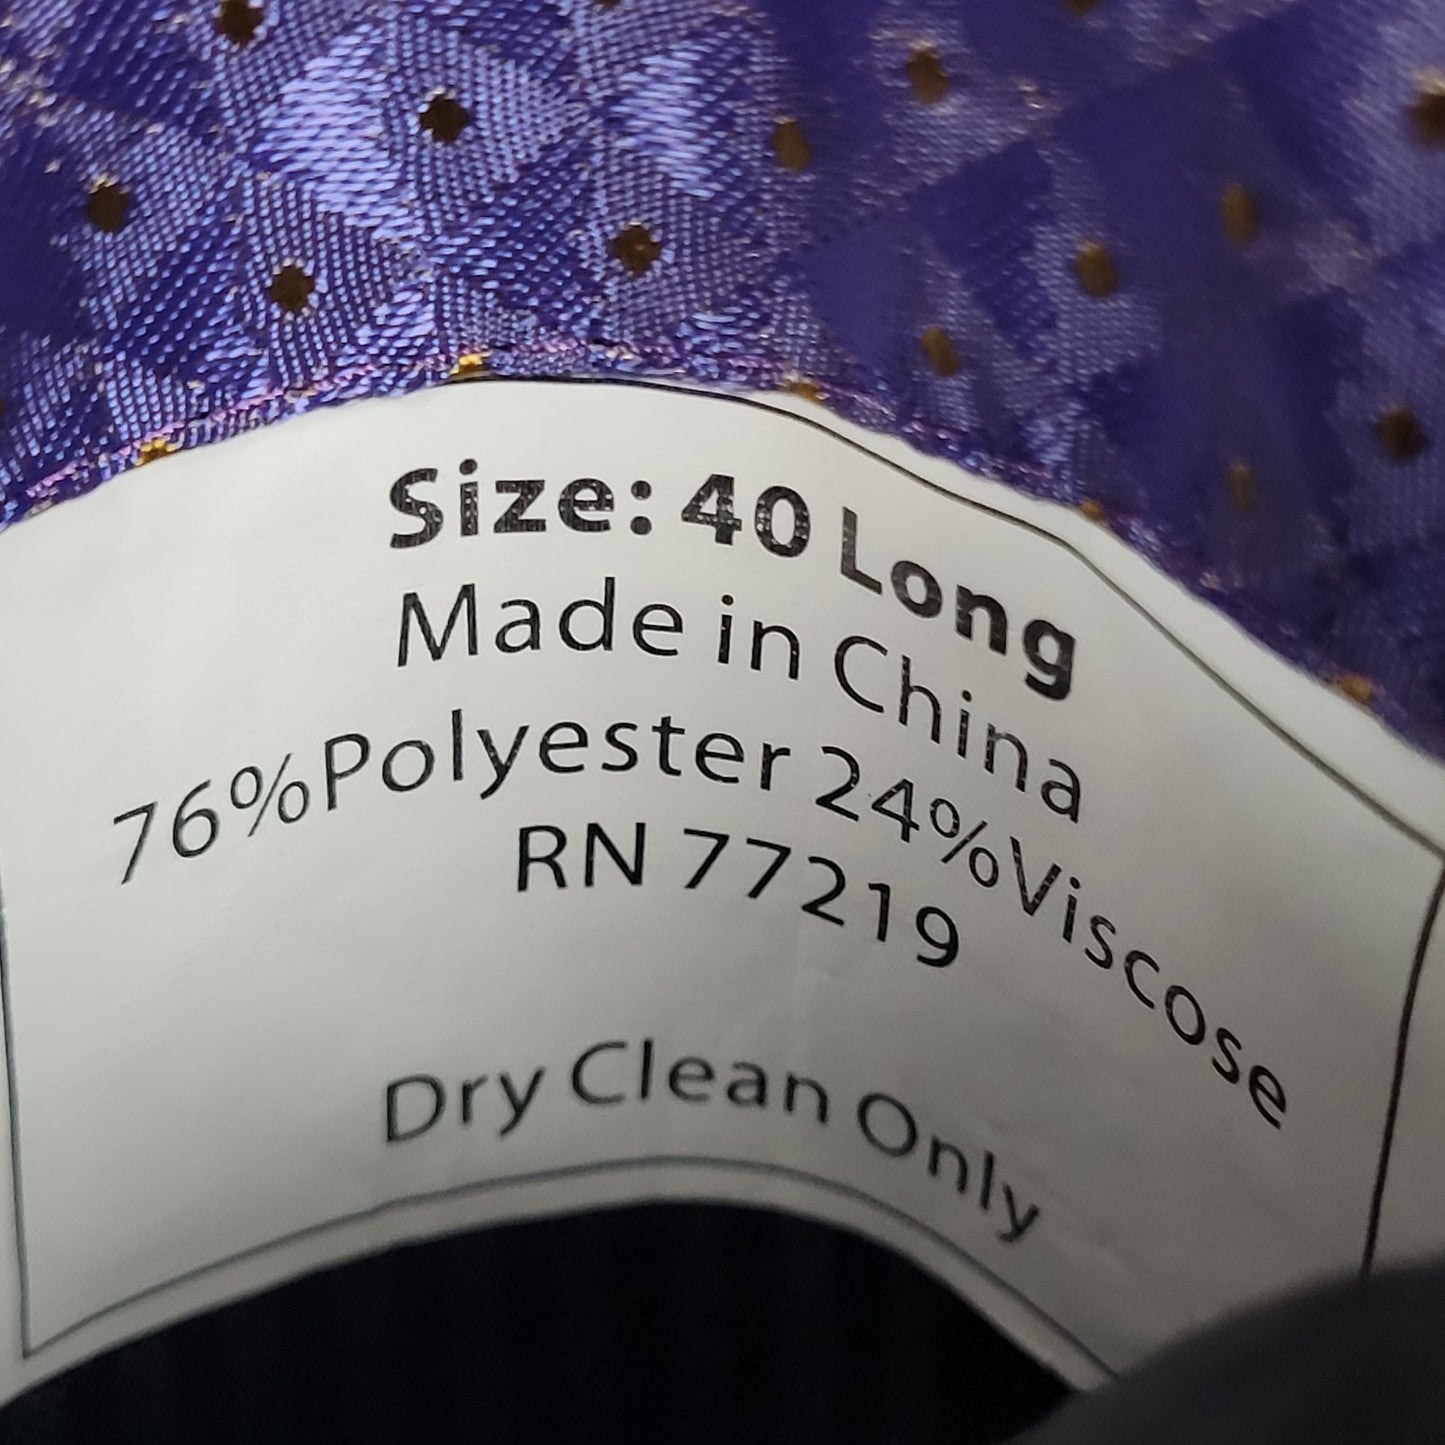 Size: 40 Long
Made in China
76%Polyester 24%Viscose
RN 77219
Dry Clean Only